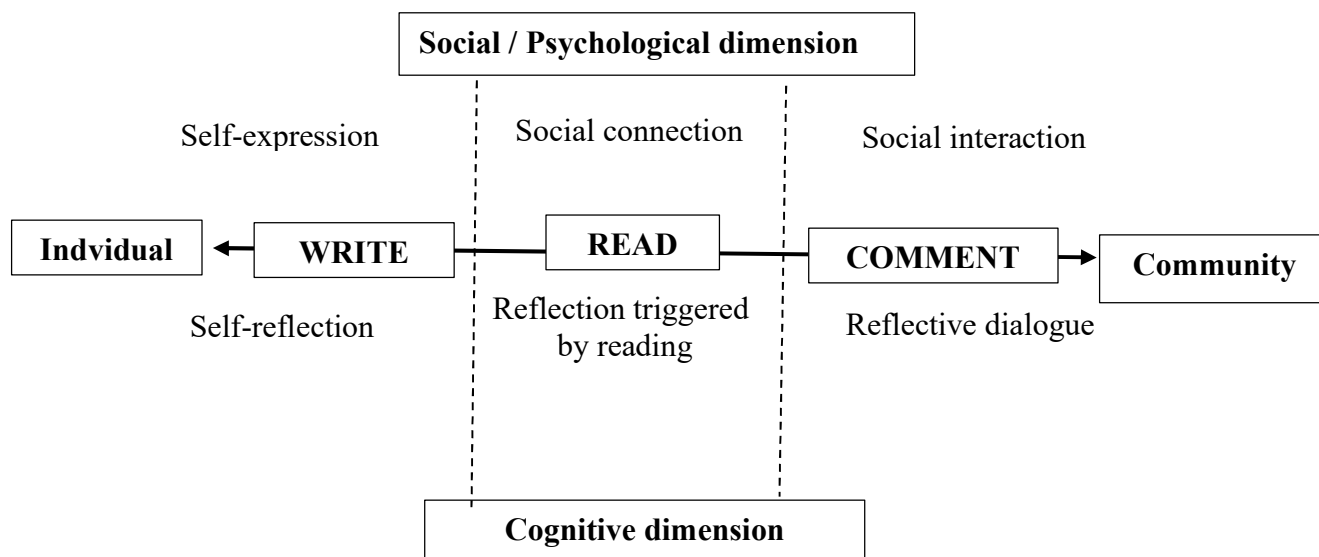 Social / Psychological dimension
Self-expression
Social connection
Social interaction
Indvidual
WRITE
READ
COMMENT
Community
Self-reflection
Reflection triggered
by reading
Reflective dialogue
Cognitive dimension